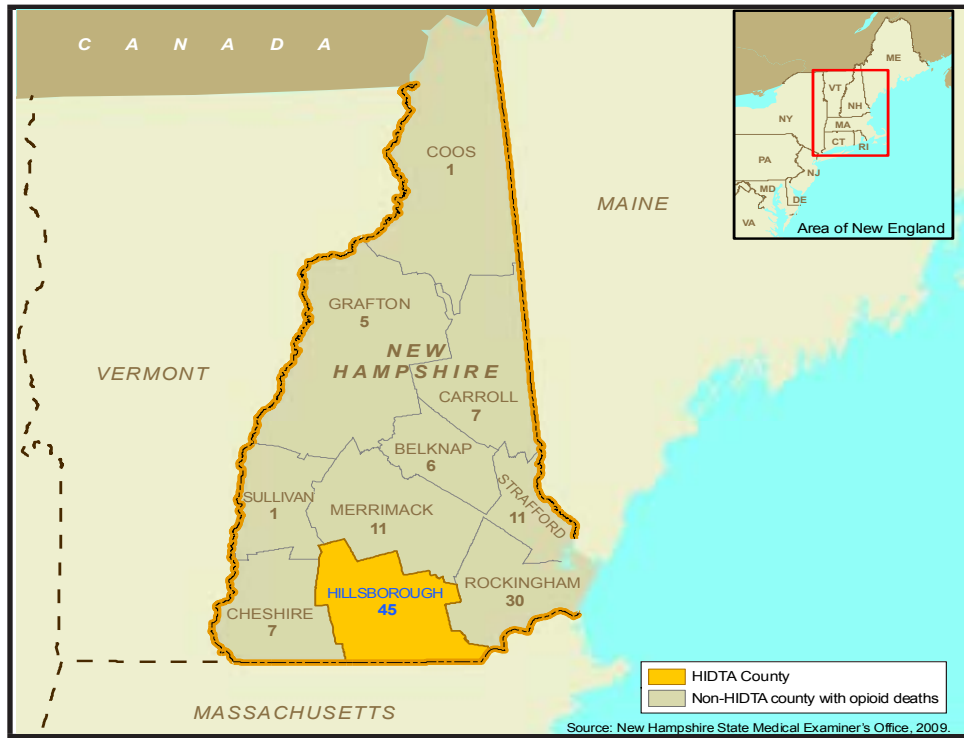 C A N A D A
COOS
1
MAINE
GRAFTON
5
NEW
HAMPSHIRE
VERMONT
CARROLL
7
BELKNAP
6
SULLIVAN
1
MERRIMACK
11
STRAFFORD
11
HILLSBOROUGH
45
ROCKINGHAM
30
CHESHIRE
7
MASSACHUSETTS
ME
VT
NH
NY
MA
CT
RI
PA
NJ
MD
DE
VA
Area of New England
HIDTA County
Non-HIDTA county with opioid deaths
Source: New Hampshire State Medical Examiner's Office, 2009.